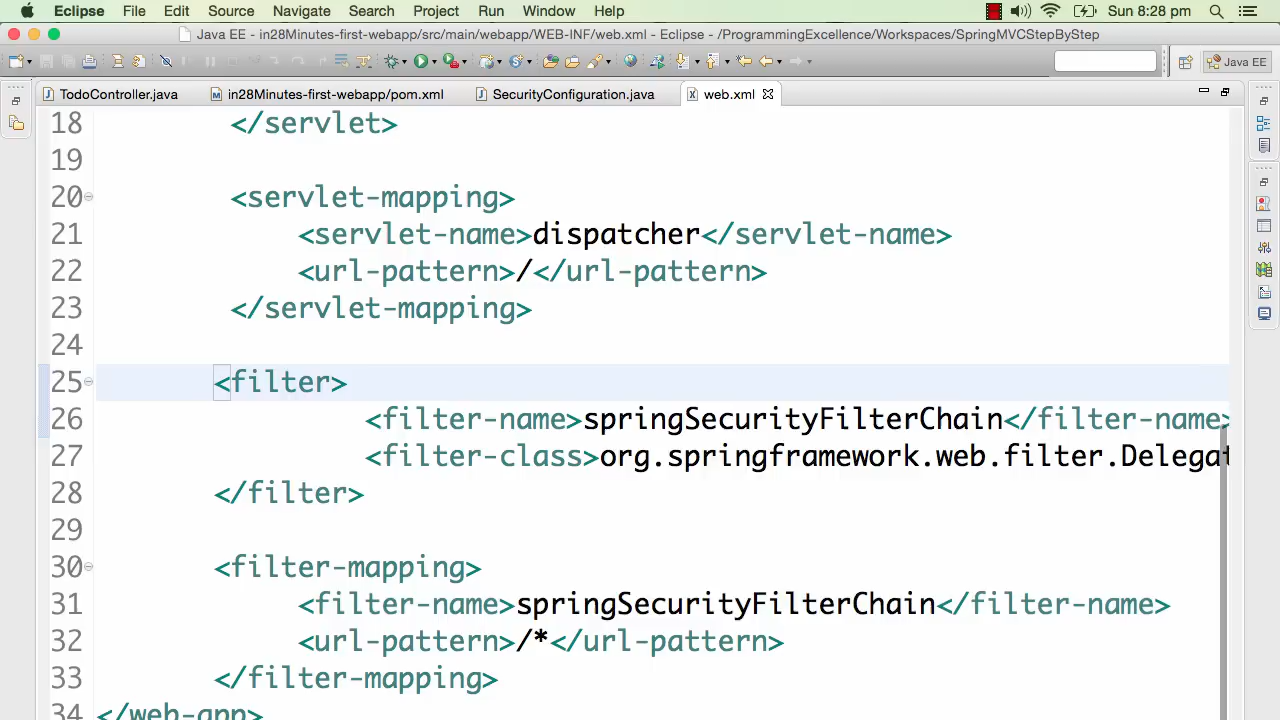 Eclipse File Edit Source Navigate Search Project Run Window Help Sun 8:28 pm
Java EE - in28Minutes-first-webapp/src/main/webapp/WEB-INF/web.xml - Eclipse - /ProgrammingExcellence/Workspaces/SpringMVCStepByStep
Java EE
TodoController.java in28Minutes-first-webapp/pom.xml SecurityConfiguration.java web.xml
18 </servlet>
19
20 <servlet-mapping>
21 <servlet-name>dispatcher</servlet-name>
22 <url-pattern>/</url-pattern>
23 </servlet-mapping>
24
25 <filter>
26 <filter-name>springSecurityFilterChain</filter-name>
27 <filter-class>org.springframework.web.filter.Delegat
28 </filter>
29
30 <filter-mapping>
31 <filter-name>springSecurityFilterChain</filter-name>
32 <url-pattern>/*</url-pattern>
33 </filter-mapping>
34 </web-app>